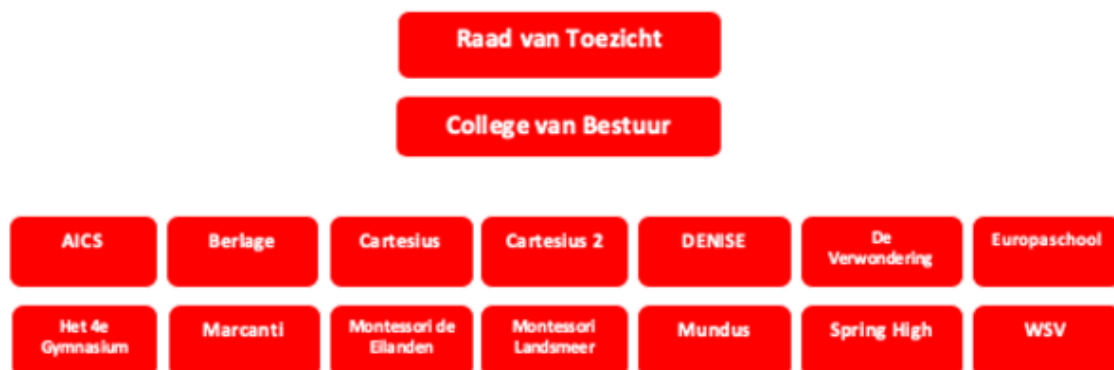 Raad van Toezicht
College van Bestuur
AICS
Berlage
Cartesius
Cartesius 2
DENISE
De
Verwondering
Europaschool
Het 4e
Gymnasium
Marcanti
Montessori de
Eilanden
Montessori
Landsmeer
Mundus
Spring High
WSV